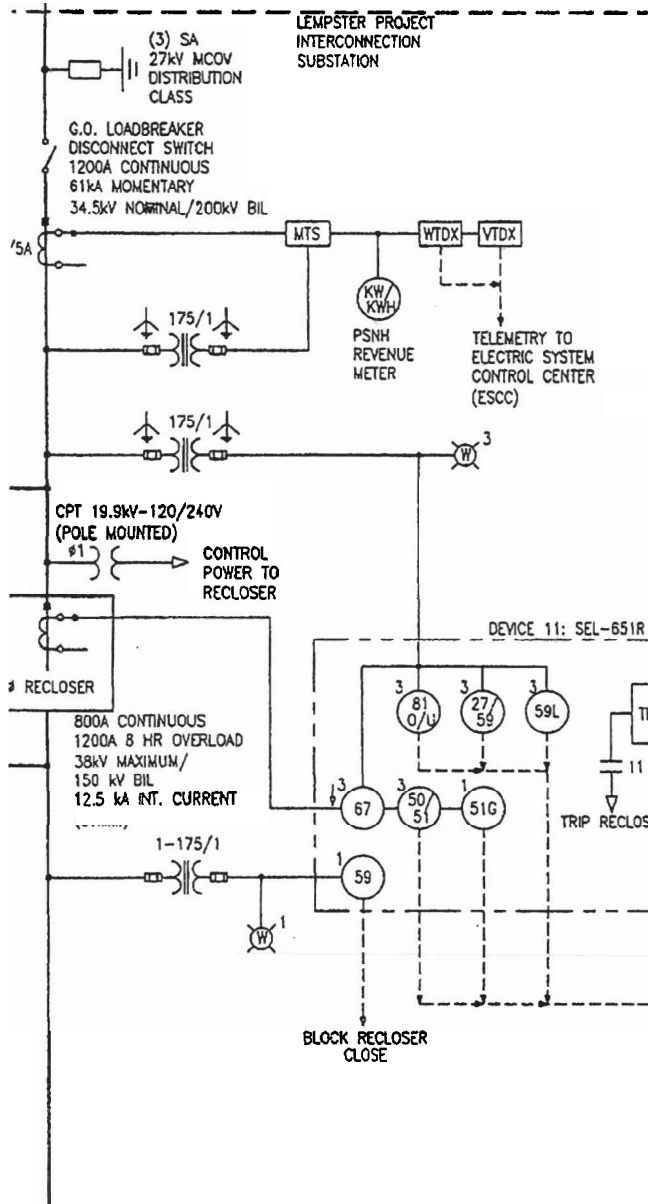 LEMPSTER PROJECT
INTERCONNECTION
SUBSTATION
(3) SA
27kV MCOV
DISTRIBUTION
CLASS
G.O. LOADBREAKER
DISCONNECT SWITCH
1200A CONTINUOUS
61kA MOMENTARY
34.5kV NOMINAL/200kV BIL
/5A
MTS
WTDX
VTDX
KW/
KWH
PSNH
REVENUE
METER
TELEMETRY TO
ELECTRIC SYSTEM
CONTROL CENTER
(ESCC)
175/1
175/1
W
3
CPT 19.9kV-120/240V
(POLE MOUNTED)
ø1
CONTROL
POWER TO
RECLOSER
DEVICE 11: SEL-651R
ø RECLOSER
800A CONTINUOUS
1200A 8 HR OVERLOAD
38kV MAXIMUM/
150 kV BIL
12.5 kA INT. CURRENT
3
81
O/U
3
27/
59
3
59L
11
TRIP RECLOS
3
67
3
50/
51
1
51G
1-175/1
1
59
W
1
BLOCK RECLOSER
CLOSE